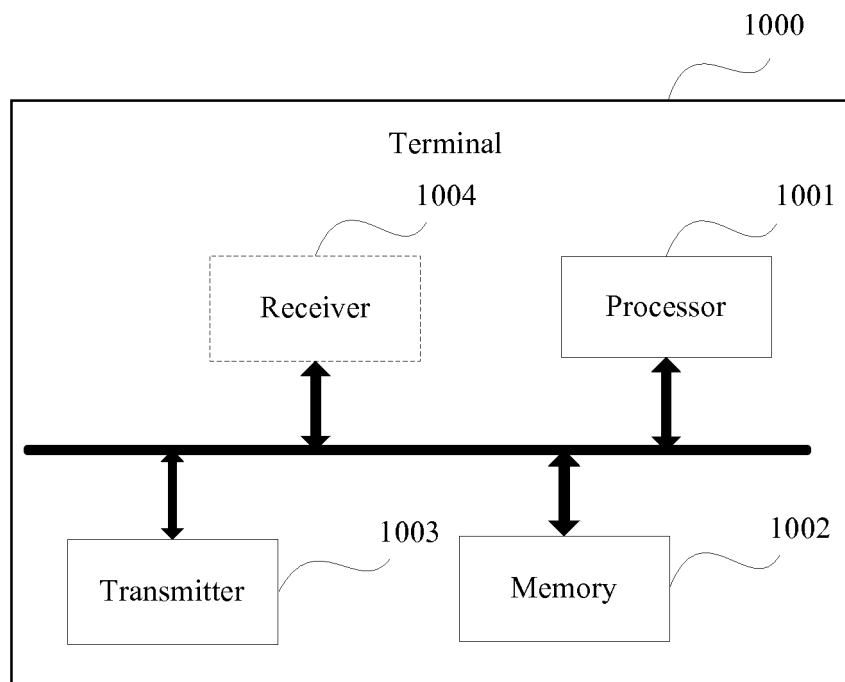 1000
Terminal
1004
1001
Receiver
Processor
1003
1002
Transmitter
Memory